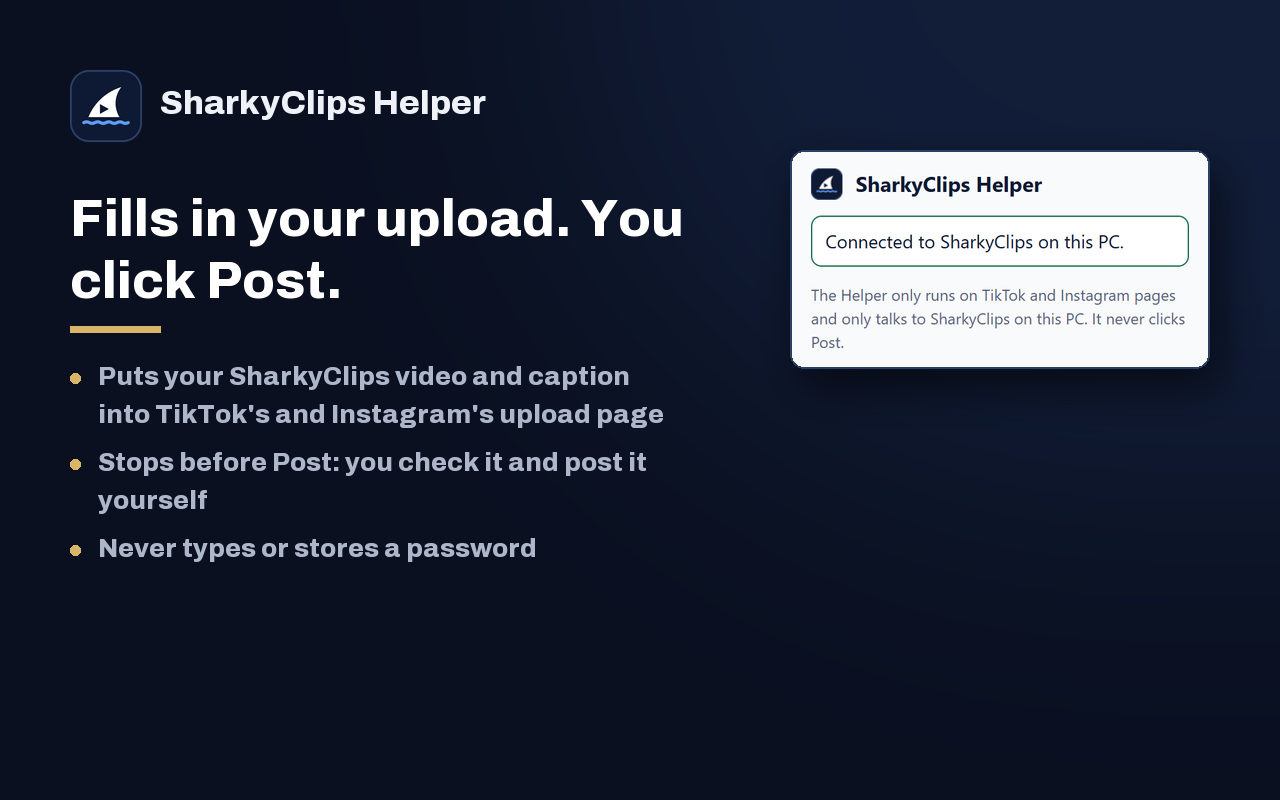 SharkyClips Helper
Fills in your upload. You
click Post.
Puts your SharkyClips video and caption
into TikTok's and Instagram's upload page
Stops before Post: you check it and post it
yourself
Never types or stores a password
SharkyClips Helper
Connected to SharkyClips on this PC.
The Helper only runs on TikTok and Instagram pages
and only talks to SharkyClips on this PC. It never clicks
Post.